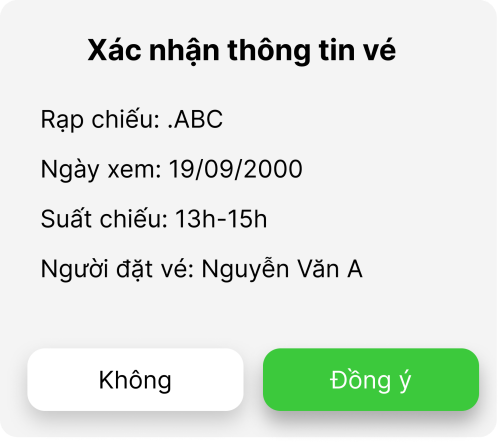 Xác nhận thông tin vé
Rạp chiếu: .ABC
Ngày xem: 19/09/2000
Suất chiếu: 13h-15h
Người đặt vé: Nguyễn Văn A
Không
Đồng ý